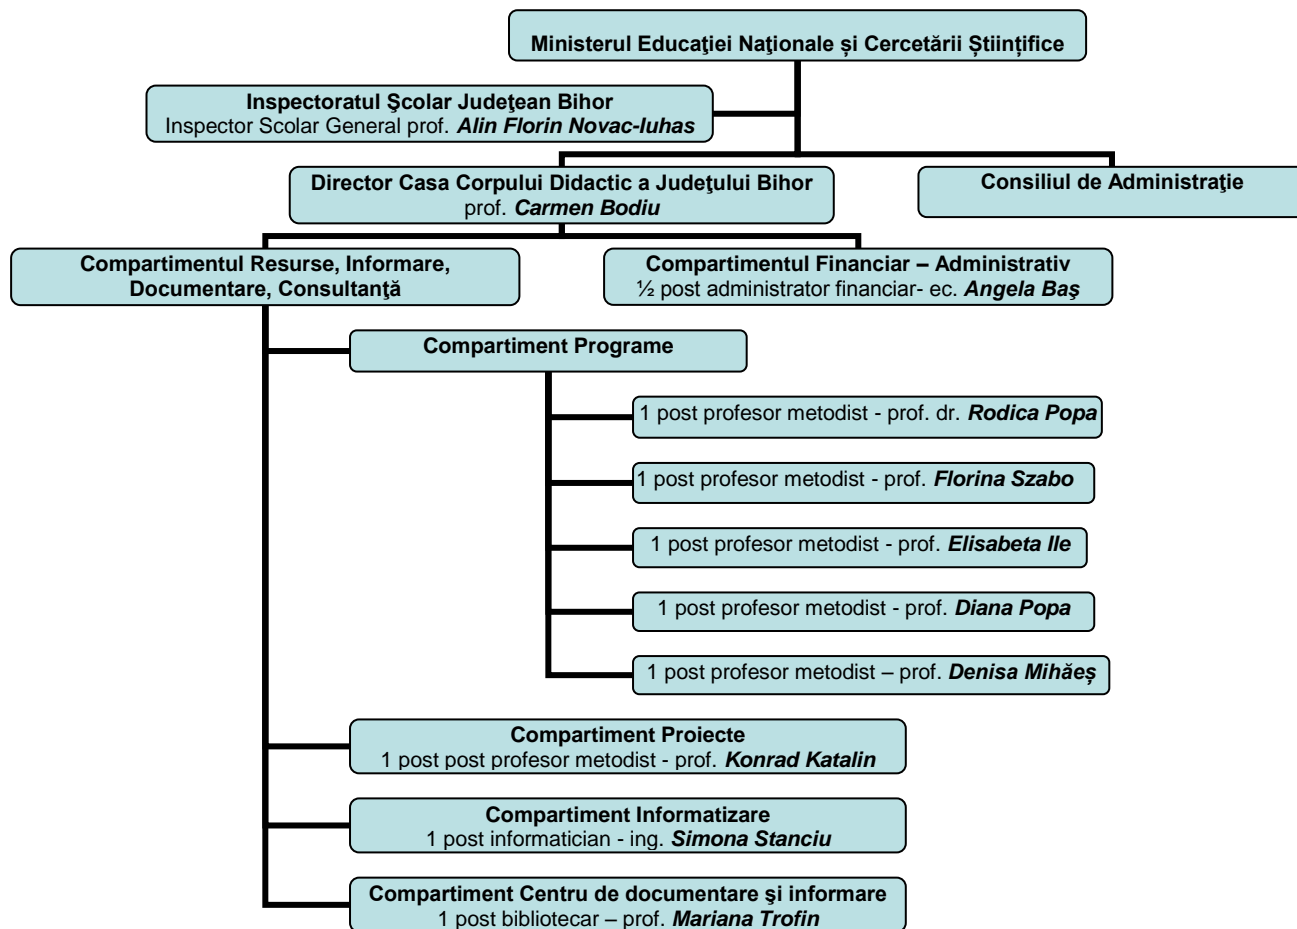 Ministerul Educaţiei Naţionale și Cercetării Științifice
Inspectoratul Şcolar Judeţean Bihor
Inspector Scolar General prof. Alin Florin Novac-Iuhas
Director Casa Corpului Didactic a Judeţului Bihor
prof. Carmen Bodiu
Consiliul de Administraţie
Compartimentul Resurse, Informare,
Documentare, Consultanţă
Compartimentul Financiar – Administrativ
½ post administrator financiar- ec. Angela Baş
Compartiment Programe
1 post profesor metodist - prof. dr. Rodica Popa
1 post profesor metodist - prof. Florina Szabo
1 post profesor metodist - prof. Elisabeta Ile
1 post profesor metodist - prof. Diana Popa
1 post profesor metodist – prof. Denisa Mihăeș
Compartiment Proiecte
1 post post profesor metodist - prof. Konrad Katalin
Compartiment Informatizare
1 post informatician - ing. Simona Stanciu
Compartiment Centru de documentare şi informare
1 post bibliotecar – prof. Mariana Trofin